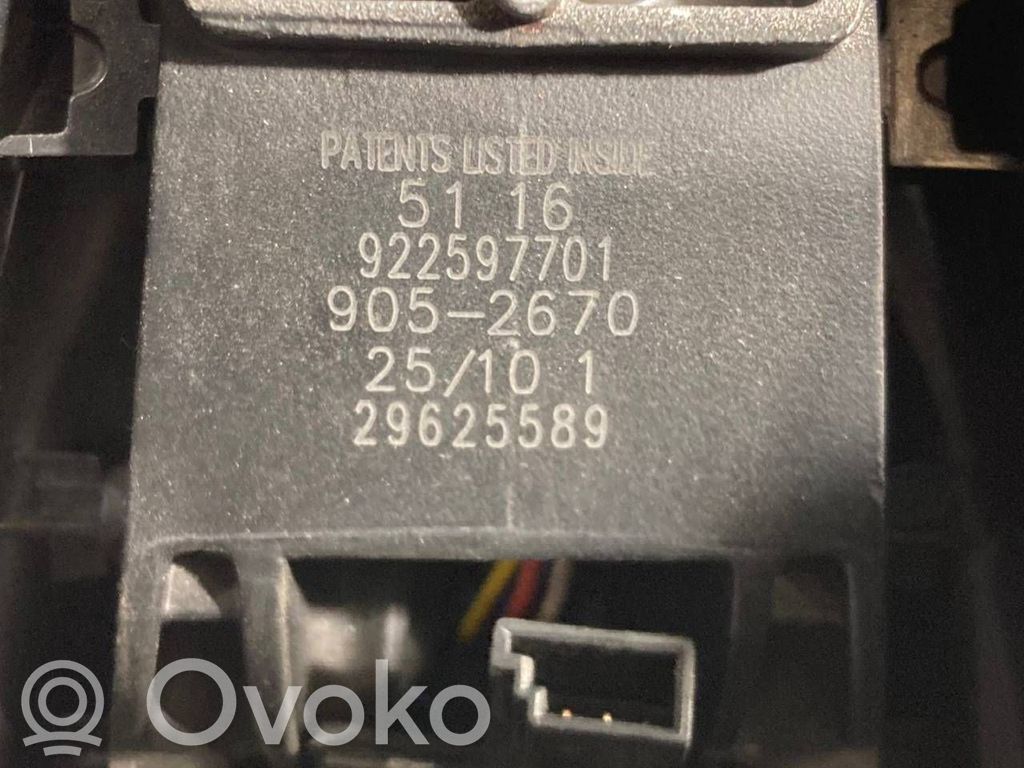 PATENTS LISTED INSIDE
51 16
922597701
905-2670
25/10 1
29625589
Ovoko